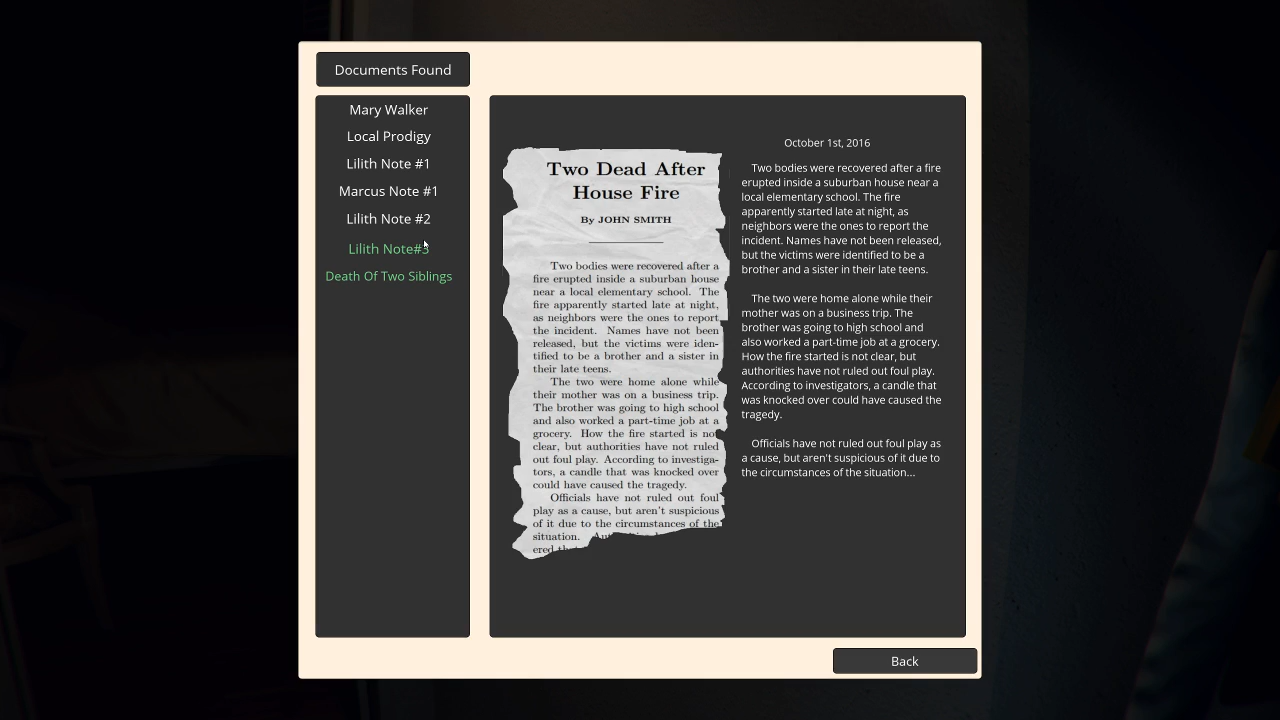 Documents Found
Mary Walker
Local Prodigy
Lilith Note #1
Marcus Note #1
Lilith Note #2
Lilith Note#3
Death Of Two Siblings
Two Dead After
House Fire
By JOHN SMITH
Two bodies were recovered after a
fire erupted inside a suburban house
near a local elementary school. The
fire apparently started late at night,
as neighbors were the ones to report
the incident. Names have not been
released, but the victims were iden-
tified to be a brother and a sister in
their late teens.
The two were home alone while
their mother was on a business trip.
The brother was going to high school
and also worked a part-time job at a
grocery. How the fire started is not
clear, but authorities have not ruled
out foul play. According to investiga-
tors, a candle that was knocked over
could have caused the tragedy.
Officials have not ruled out foul
play as a cause, but aren't suspicious
of it due to the circumstances of the
situation.
ered
October 1st, 2016
Two bodies were recovered after a fire
erupted inside a suburban house near a
local elementary school. The fire
apparently started late at night, as
neighbors were the ones to report the
incident. Names have not been released,
but the victims were identified to be a
brother and a sister in their late teens.
The two were home alone while their
mother was on a business trip. The
brother was going to high school and
also worked a part-time job at a grocery.
How the fire started is not clear, but
authorities have not ruled out foul play.
According to investigators, a candle that
was knocked over could have caused the
tragedy.
Officials have not ruled out foul play as
a cause, but aren't suspicious of it due to
the circumstances of the situation...
Back